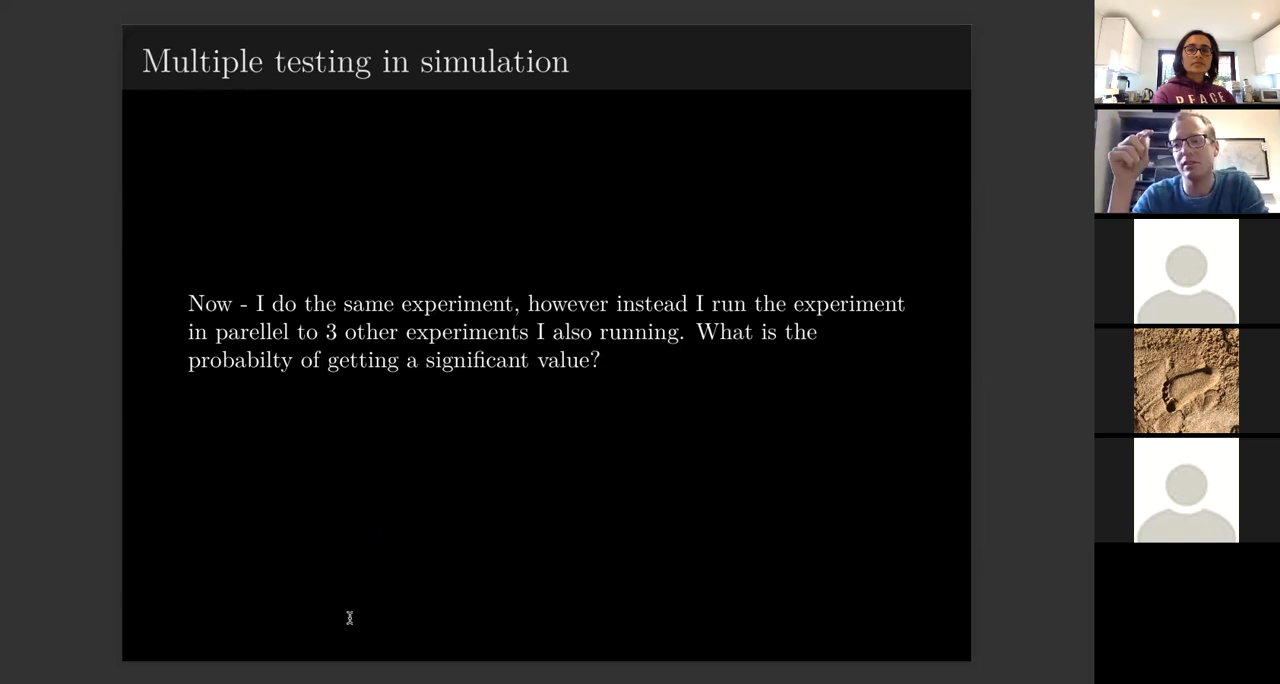 Multiple testing in simulation
Now - I do the same experiment, however instead I run the experiment
in parellel to 3 other experiments I also running. What is the
probabilty of getting a significant value?
PEACE